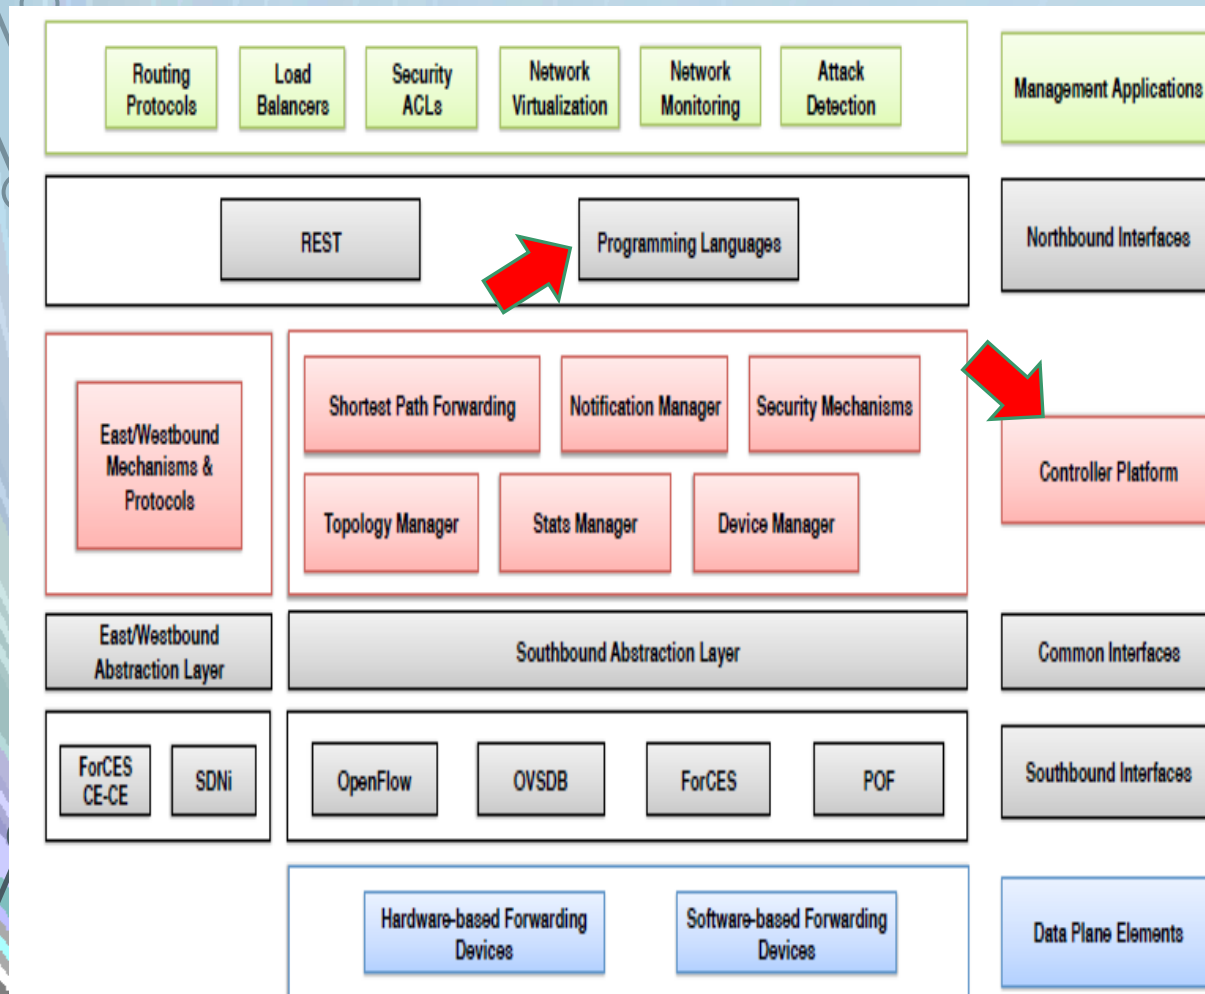 Routing
Protocols
Load
Balancers
Security
ACLs
Network
Virtualization
Network
Monitoring
Attack
Detection
Management Applications
REST
Programming Languages
Northbound Interfaces
East/Westbound
Mechanisms &
Protocols
Shortest Path Forwarding
Notification Manager
Security Mechanisms
Topology Manager
Stats Manager
Device Manager
Controller Platform
East/Westbound
Abstraction Layer
Southbound Abstraction Layer
Common Interfaces
ForCES
CE-CE
SDNi
OpenFlow
OVSDB
ForCES
POF
Southbound Interfaces
Hardware-based Forwarding
Devices
Software-based Forwarding
Devices
Data Plane Elements